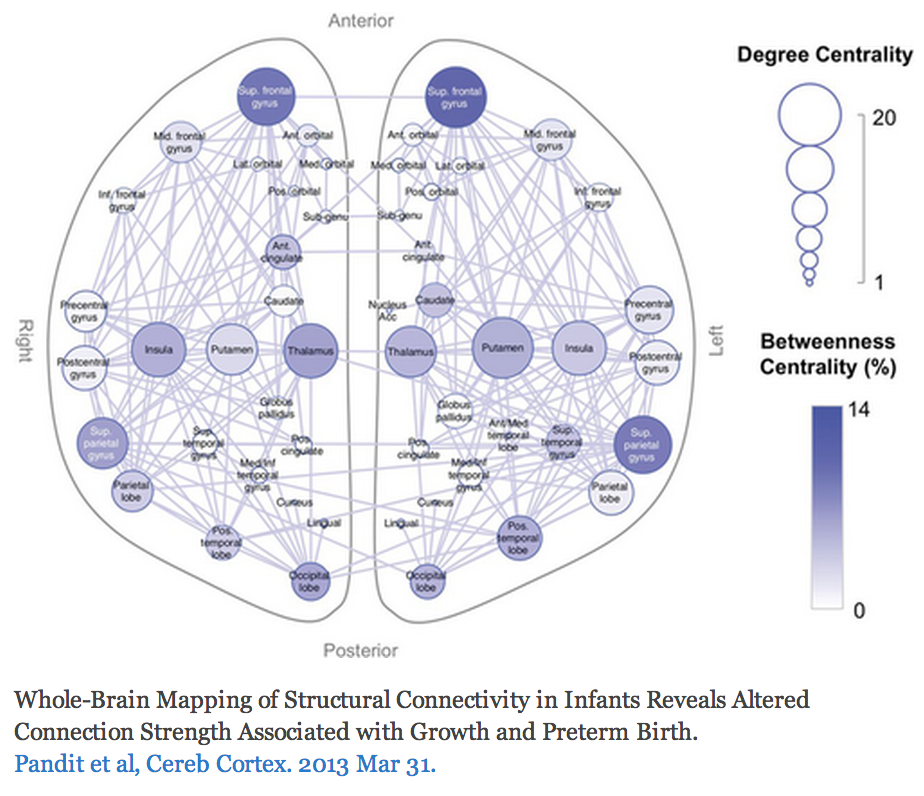 Anterior
Degree Centrality
20
1
Betweenness
Centrality (%)
14
0
Right
Left
Sup. frontal
gyrus
Mid. frontal
gyrus
Ant. orbital
Lat. orbital
Med. orbital
Inf. frontal
gyrus
Pos. orbital
Sub-genu
Ant.
cingulate
Caudate
Precentral
gyrus
Insula
Putamen
Thalamus
Postcentral
gyrus
Globus
pallidus
Sup.
parietal
gyrus
Sup.
temporal
gyrus
Pos.
cingulate
Med/Inf
temporal
gyrus
Parietal
lobe
Cuneus
Lingual
Pos.
temporal
lobe
Occipital
lobe
Sup. frontal
gyrus
Ant. orbital
Mid. frontal
gyrus
Med. orbital
Lat. orbital
Pos. orbital
Inf. frontal
gyrus
Sub-genu
Ant.
cingulate
Nucleus
Acc
Caudate
Precentral
gyrus
Thalamus
Putamen
Insula
Postcentral
gyrus
Globus
pallidus
Ant/Med
temporal
lobe
Sup.
temporal
gyrus
Sup.
parietal
gyrus
Pos.
cingulate
Med/Inf
temporal
gyrus
Parietal
lobe
Cuneus
Lingual
Pos.
temporal
lobe
Occipital
lobe
Posterior
Whole-Brain Mapping of Structural Connectivity in Infants Reveals Altered
Connection Strength Associated with Growth and Preterm Birth.
Pandit et al, Cereb Cortex. 2013 Mar 31.